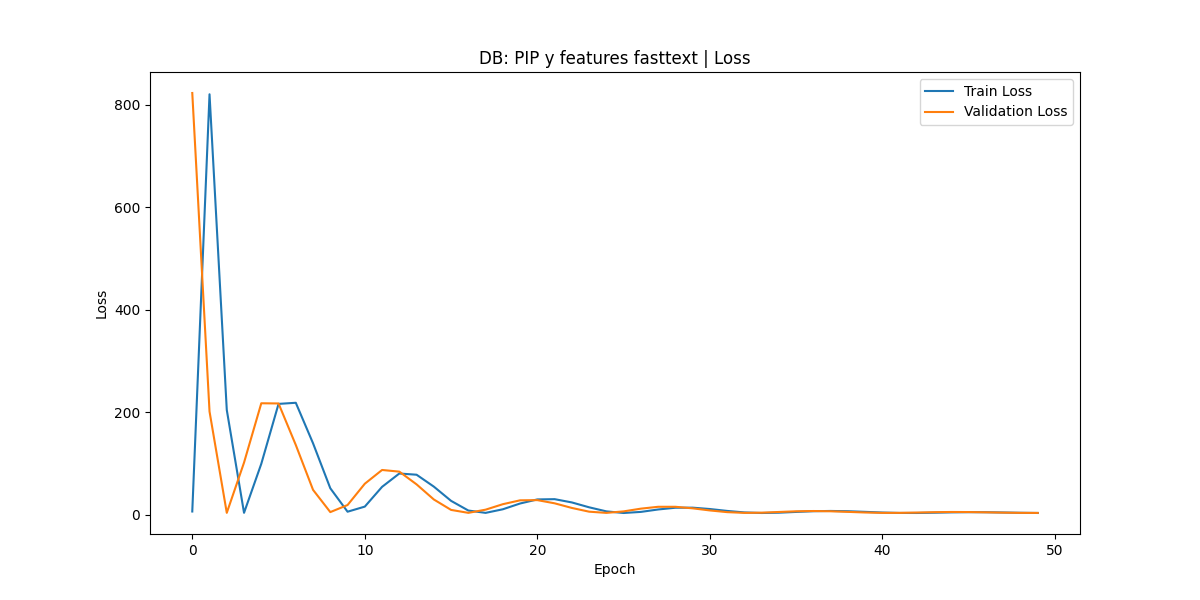 DB: PIP y features fasttext | Loss
Train Loss
Validation Loss
800
600
400
200
0
Loss
0 10 20 30 40 50
Epoch